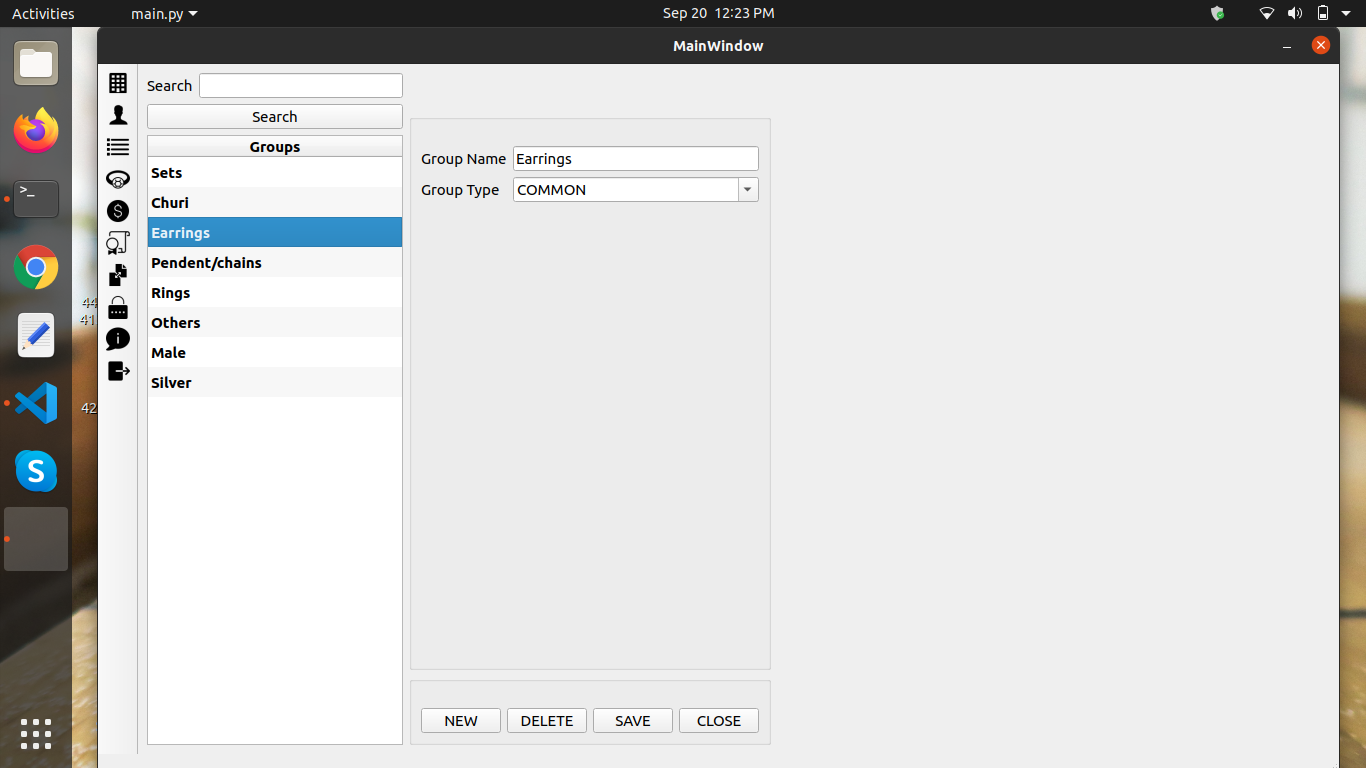 Activities
main.py
Sep 20 12:23 PM
MainWindow
Search
Search
Groups
Sets
Churi
Earrings
Pendent/chains
Rings
Others
Male
Silver
Group Name Earrings
Group Type COMMON
NEW DELETE SAVE CLOSE
>_
S
$
i
44
41
42